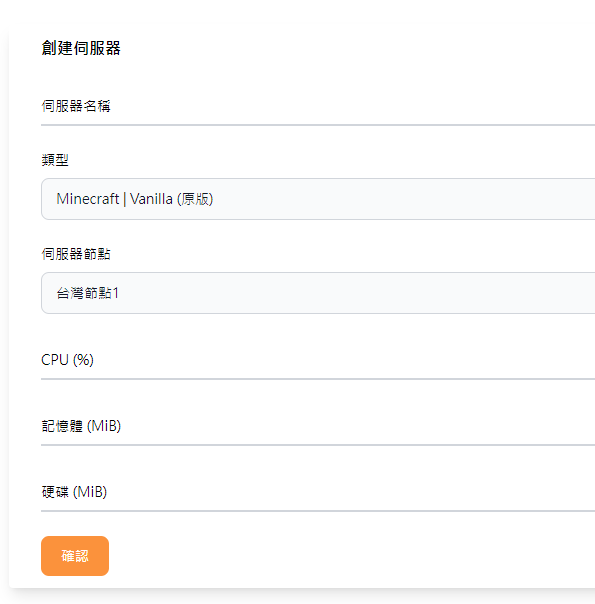 創建伺服器
伺服器名稱
類型
Minecraft | Vanilla (原版)
伺服器節點
台灣節點1
CPU (%)
記憶體 (MiB)
硬碟 (MiB)
確認